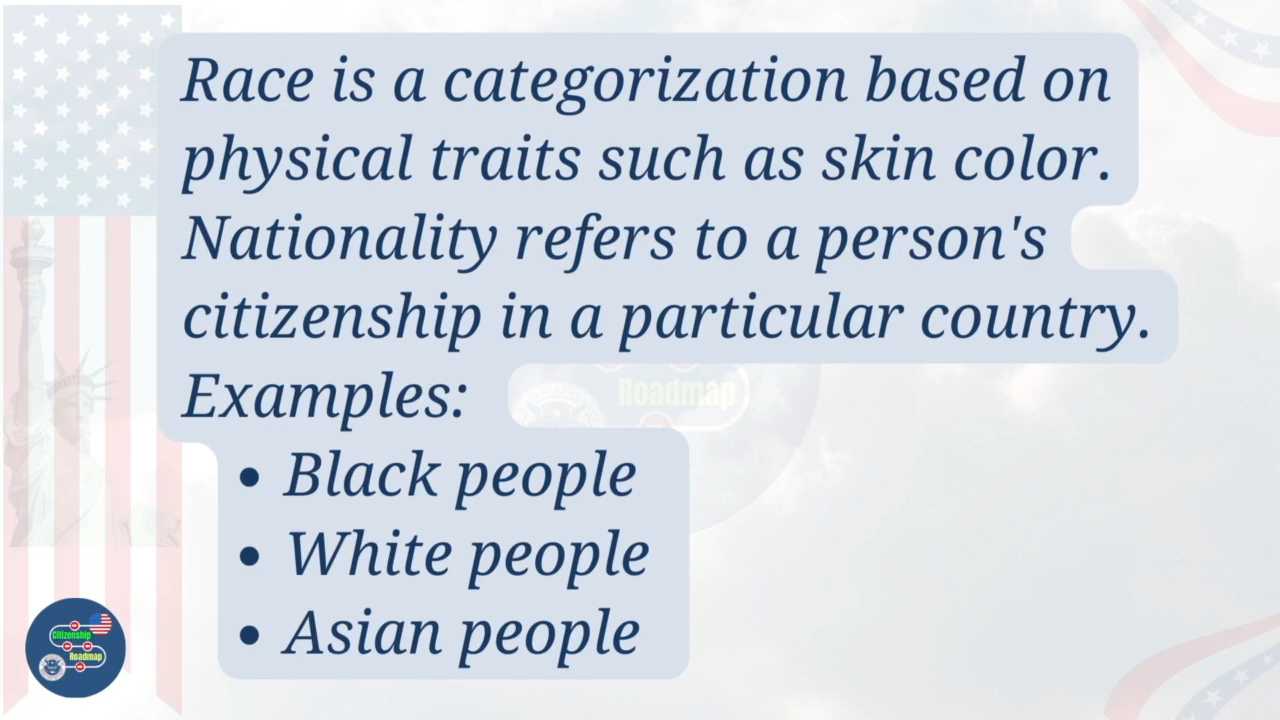 Race is a categorization based on
physical traits such as skin color.
Nationality refers to a person's
citizenship in a particular country.
Examples:
Roadmap
• Black people
• White people
• Asian people
Citizenship
Roadmap